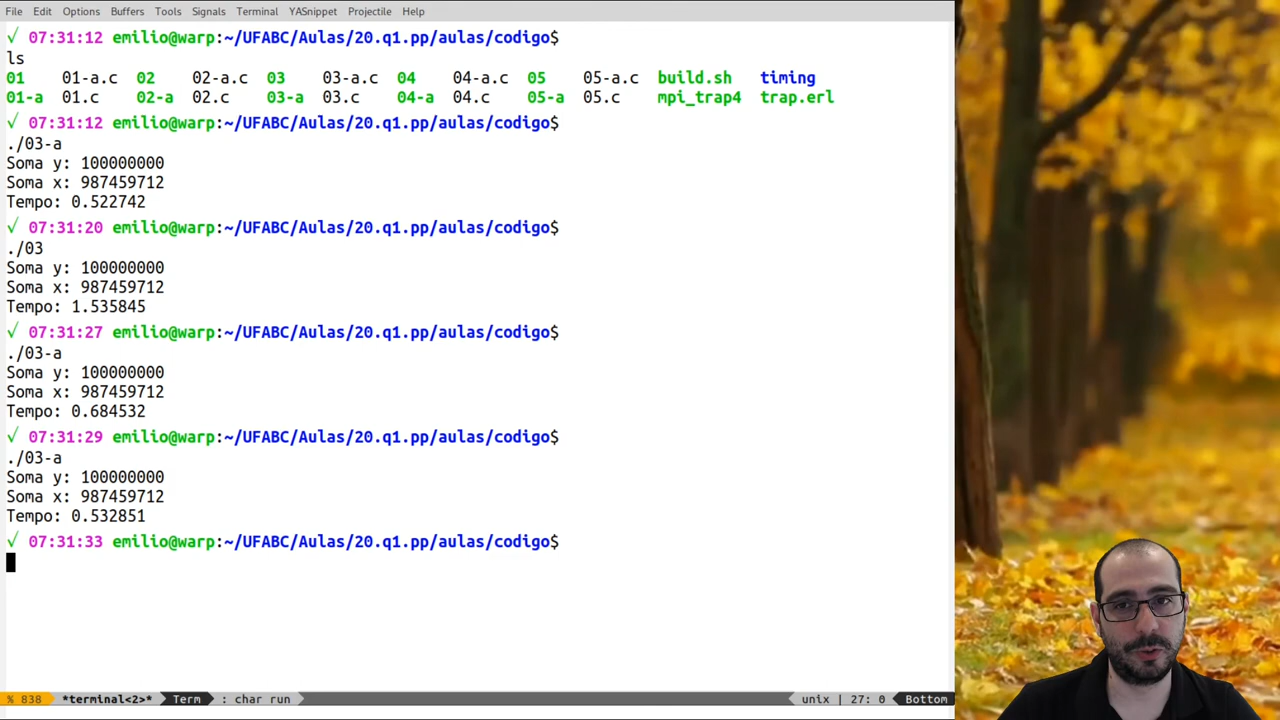 File Edit Options Buffers Tools Signals Terminal YASnippet Projectile Help
√ 07:31:12 emilio@warp:~/UFABC/Aulas/20.q1.pp/aulas/codigo$
ls
01 01-a.c 02 02-a.c 03 03-a.c 04 04-a.c 05 05-a.c build.sh timing
01-a 01.c 02-a 02.c 03-a 03.c 04-a 04.c 05-a 05.c mpi_trap4 trap.erl
√ 07:31:12 emilio@warp:~/UFABC/Aulas/20.q1.pp/aulas/codigo$
./03-a
Soma y: 100000000
Soma x: 987459712
Tempo: 0.522742
√ 07:31:20 emilio@warp:~/UFABC/Aulas/20.q1.pp/aulas/codigo$
./03
Soma y: 100000000
Soma x: 987459712
Tempo: 1.535845
√ 07:31:27 emilio@warp:~/UFABC/Aulas/20.q1.pp/aulas/codigo$
./03-a
Soma y: 100000000
Soma x: 987459712
Tempo: 0.684532
√ 07:31:29 emilio@warp:~/UFABC/Aulas/20.q1.pp/aulas/codigo$
./03-a
Soma y: 100000000
Soma x: 987459712
Tempo: 0.532851
√ 07:31:33 emilio@warp:~/UFABC/Aulas/20.q1.pp/aulas/codigo$
% 838 *terminal<2>* Term : char run unix | 27: 0 Bottom